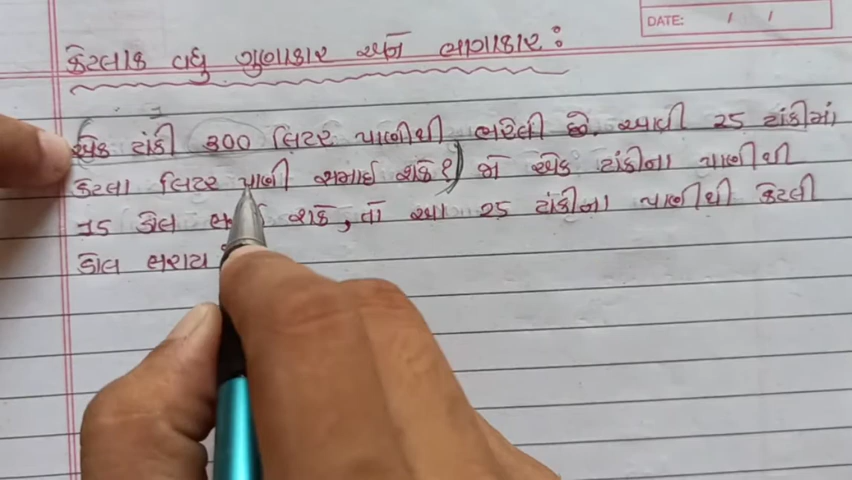 DATE: / /
કેટલાક વધુ ગુણાકાર અને ભાગાકાર :
એક ટાંકી 300 લિટર પાણીથી ભરેલી છે. આવી 25 ટાંકીમાં
કેટલા લિટર પાણી સમાઈ શકે ? જો એક ટાંકીના પાણીથી
15 ડોલ શકે, તો આ 25 ટાંકીના પાણીથી કેટલી
ડોલ ભરાય